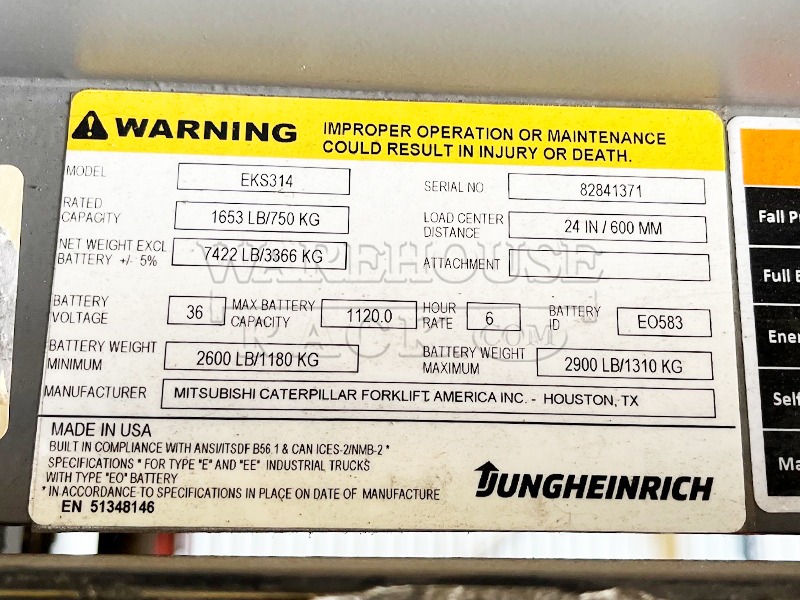 WARNING IMPROPER OPERATION OR MAINTENANCE
COULD RESULT IN INJURY OR DEATH.
MODEL EKS314 SERIAL NO 82841371
RATED CAPACITY 1653 LB/750 KG LOAD CENTER DISTANCE 24 IN / 600 MM
NET WEIGHT EXCL BATTERY +/- 5% 7422 LB/3366 KG ATTACHMENT
BATTERY VOLTAGE 36 MAX BATTERY CAPACITY 1120.0 HOUR RATE 6 BATTERY ID EO583
BATTERY WEIGHT MINIMUM 2600 LB/1180 KG BATTERY WEIGHT MAXIMUM 2900 LB/1310 KG
MANUFACTURER MITSUBISHI CATERPILLAR FORKLIFT AMERICA INC. - HOUSTON, TX
MADE IN USA
BUILT IN COMPLIANCE WITH ANSI/ITSDF B56.1 & CAN ICES-2/NMB-2 *
SPECIFICATIONS * FOR TYPE "E" AND "EE" INDUSTRIAL TRUCKS
WITH TYPE "EO" BATTERY
* IN ACCORDANCE TO SPECIFICATIONS IN PLACE ON DATE OF MANUFACTURE
EN 51348146
JUNGHEINRICH
WAREHOUSE
RACK.com
Fall P
Full
Ener
Self
Ma